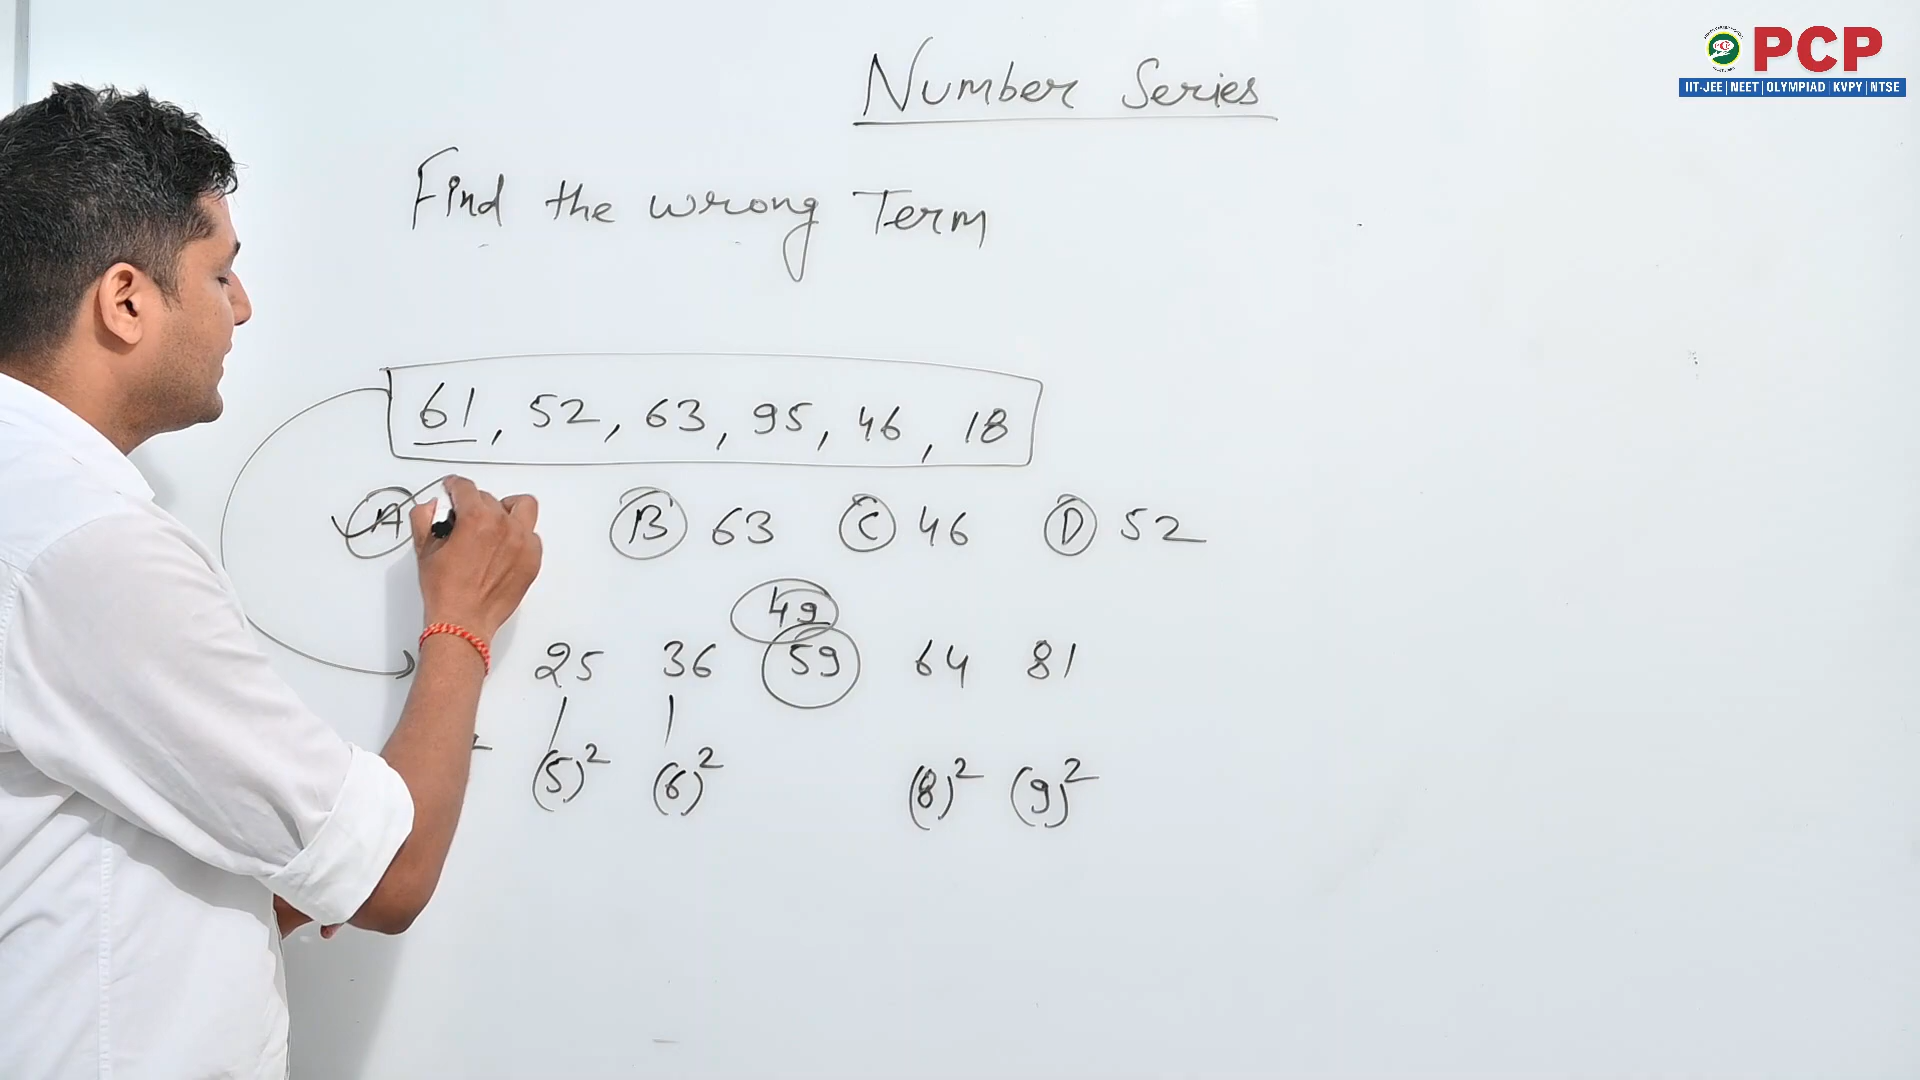 PCP
IIT-JEE | NEET | OLYMPIAD | KVPY | NTSE
Number Series
Find the wrong Term
61, 52, 63, 95, 46, 18
A B 63 C 46 D 52
49
25 36 59 64 81
2 (5)2 (6)2 (8)2 (9)2